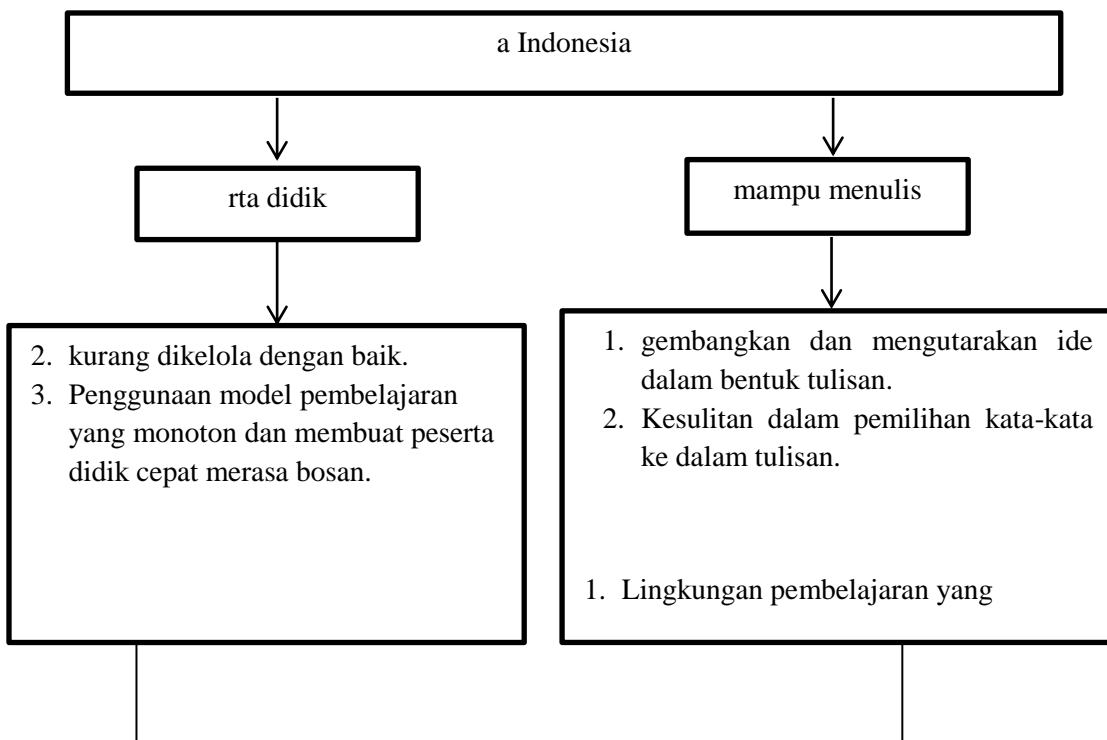 a Indonesia
rta didik
mampu menulis
2. kurang dikelola dengan baik.
3. Penggunaan model pembelajaran
yang monoton dan membuat peserta
didik cepat merasa bosan.
1. gembangkan dan mengutarakan ide
dalam bentuk tulisan.
2. Kesulitan dalam pemilihan kata-kata
ke dalam tulisan.
1. Lingkungan pembelajaran yang